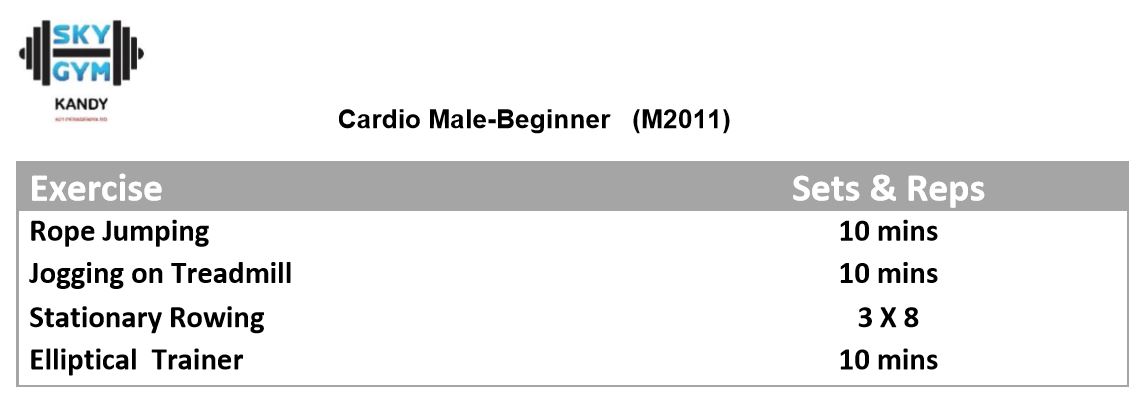 SKY
GYM
KANDY
Cardio Male-Beginner (M2011)
Exercise Sets & Reps
Rope Jumping 10 mins
Jogging on Treadmill 10 mins
Stationary Rowing 3 X 8
Elliptical Trainer 10 mins